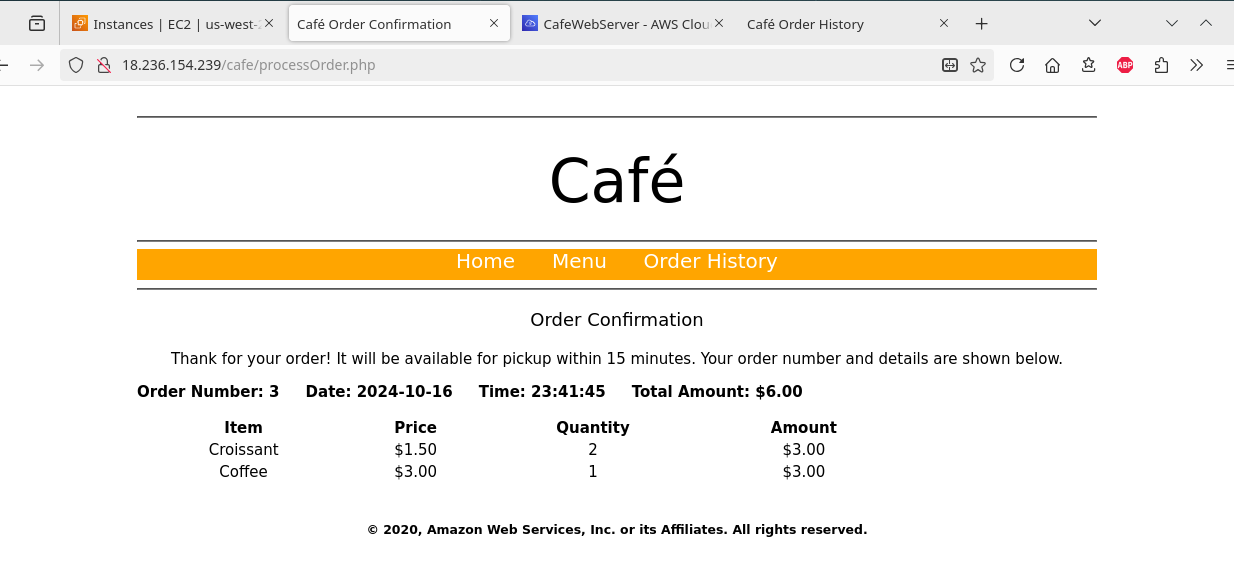 Instances | EC2 | us-west-
Café Order Confirmation
CafeWebServer - AWS Clou
Café Order History
18.236.154.239/cafe/processOrder.php
ABP
Café
Home Menu Order History
Order Confirmation
Thank for your order! It will be available for pickup within 15 minutes. Your order number and details are shown below.
Order Number: 3 Date: 2024-10-16 Time: 23:41:45 Total Amount: $6.00
Item Price Quantity Amount
Croissant $1.50 2 $3.00
Coffee $3.00 1 $3.00
© 2020, Amazon Web Services, Inc. or its Affiliates. All rights reserved.